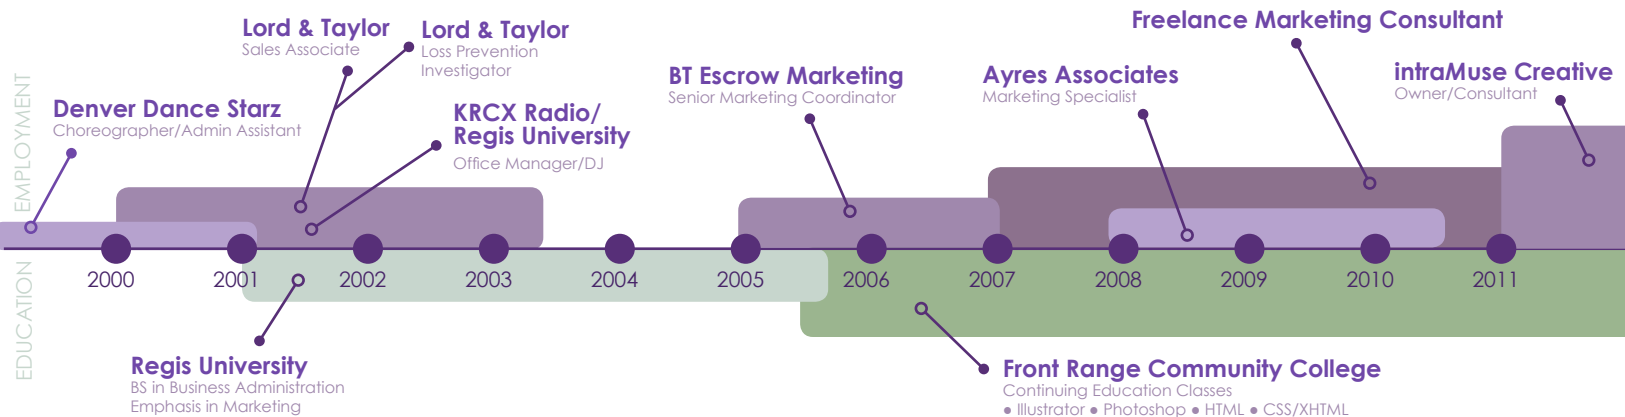 EMPLOYMENT
Denver Dance Starz
Choreographer/Admin Assistant
Lord & Taylor
Sales Associate
Lord & Taylor
Loss Prevention
Investigator
KRCX Radio/
Regis University
Office Manager/DJ
BT Escrow Marketing
Senior Marketing Coordinator
Ayres Associates
Marketing Specialist
Freelance Marketing Consultant
intraMuse Creative
Owner/Consultant
2000 2001 2002 2003 2004 2005 2006 2007 2008 2009 2010 2011
EDUCATION
Regis University
BS in Business Administration
Emphasis in Marketing
Front Range Community College
Continuing Education Classes
● Illustrator ● Photoshop ● HTML ● CSS/XHTML